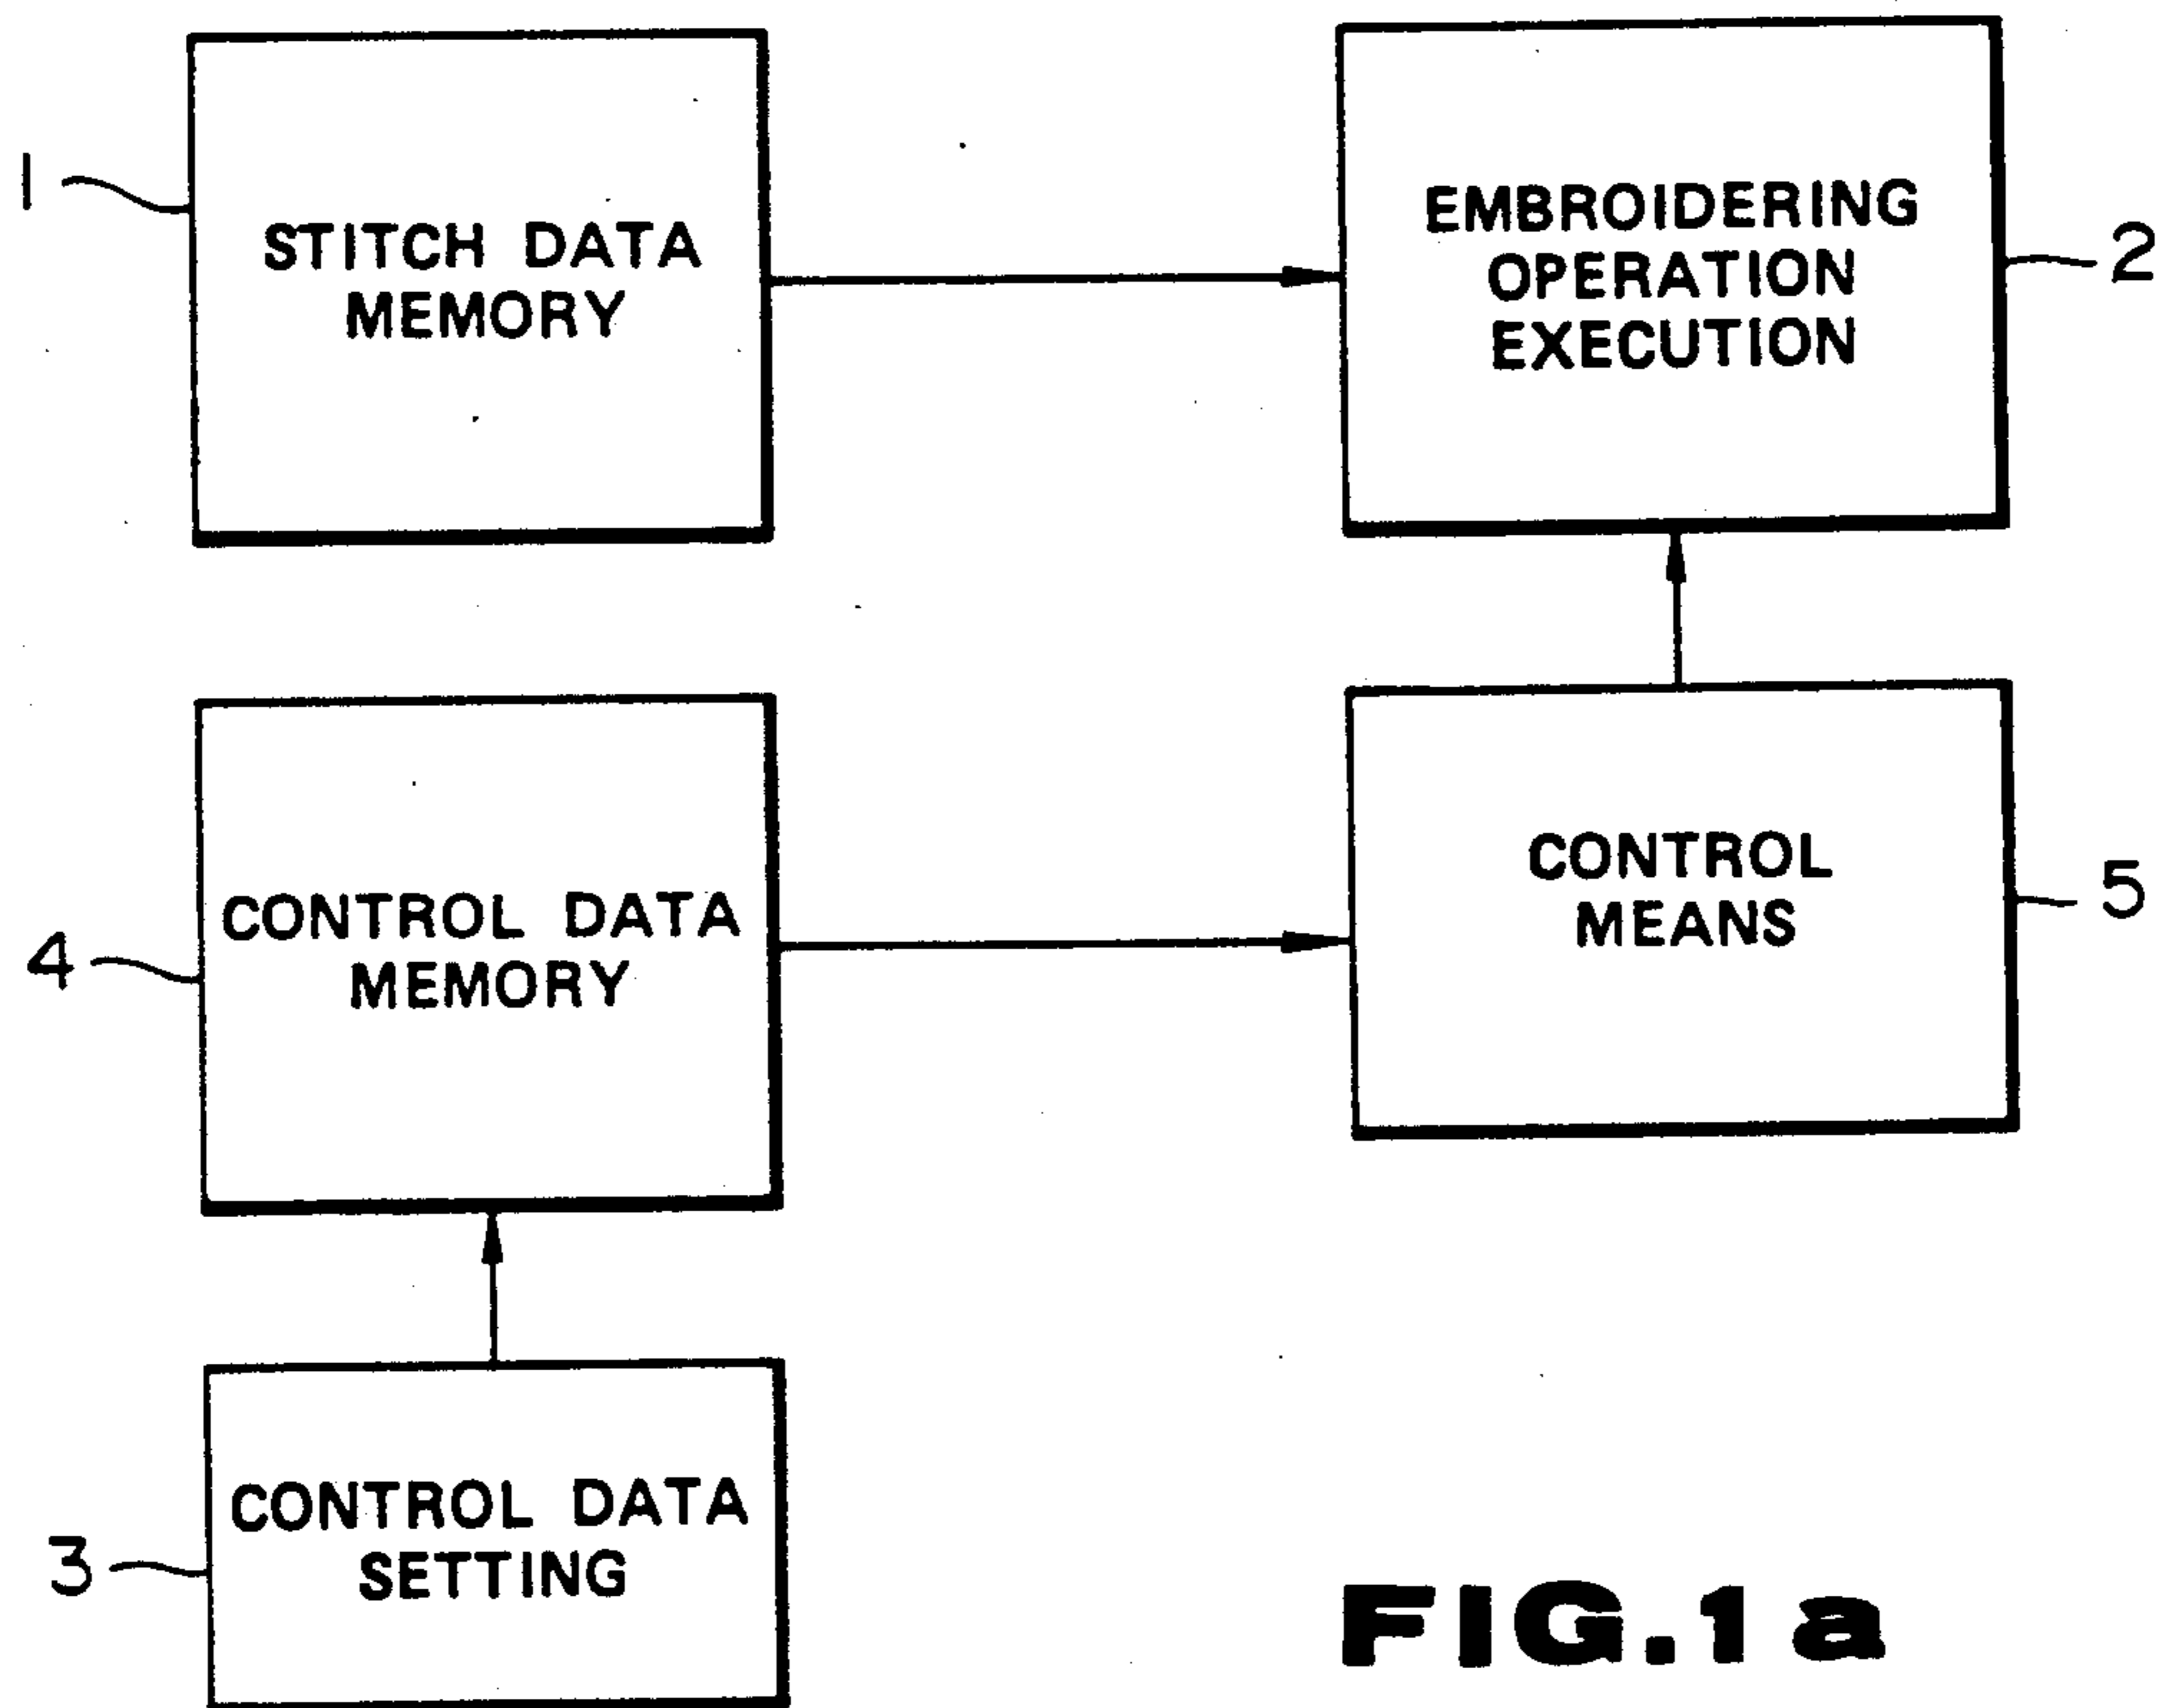 1
STITCH DATA
MEMORY
EMBROIDERING
OPERATION
EXECUTION
2
4
CONTROL DATA
MEMORY
CONTROL
MEANS
5
3
CONTROL DATA
SETTING
FIG.1a